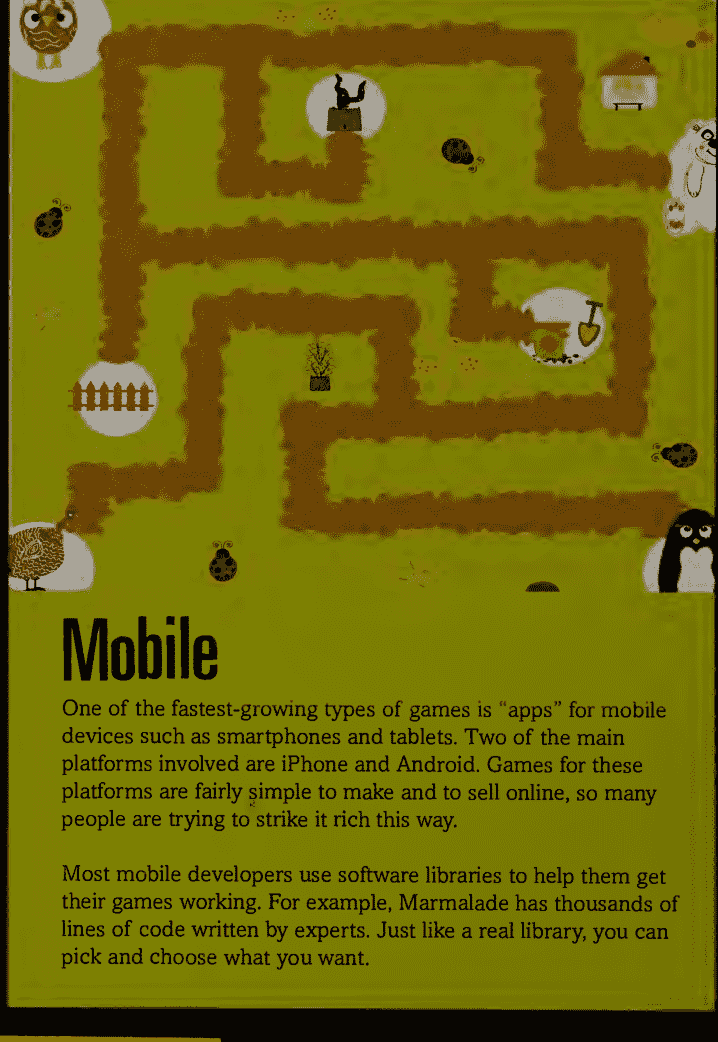 Mobile
One of the fastest-growing types of games is “apps” for mobile
devices such as smartphones and tablets. Two of the main
platforms involved are iPhone and Android. Games for these
platforms are fairly simple to make and to sell online, so many
people are trying to strike it rich this way.
Most mobile developers use software libraries to help them get
their games working. For example, Marmalade has thousands of
lines of code written by experts. Just like a real library, you can
pick and choose what you want.